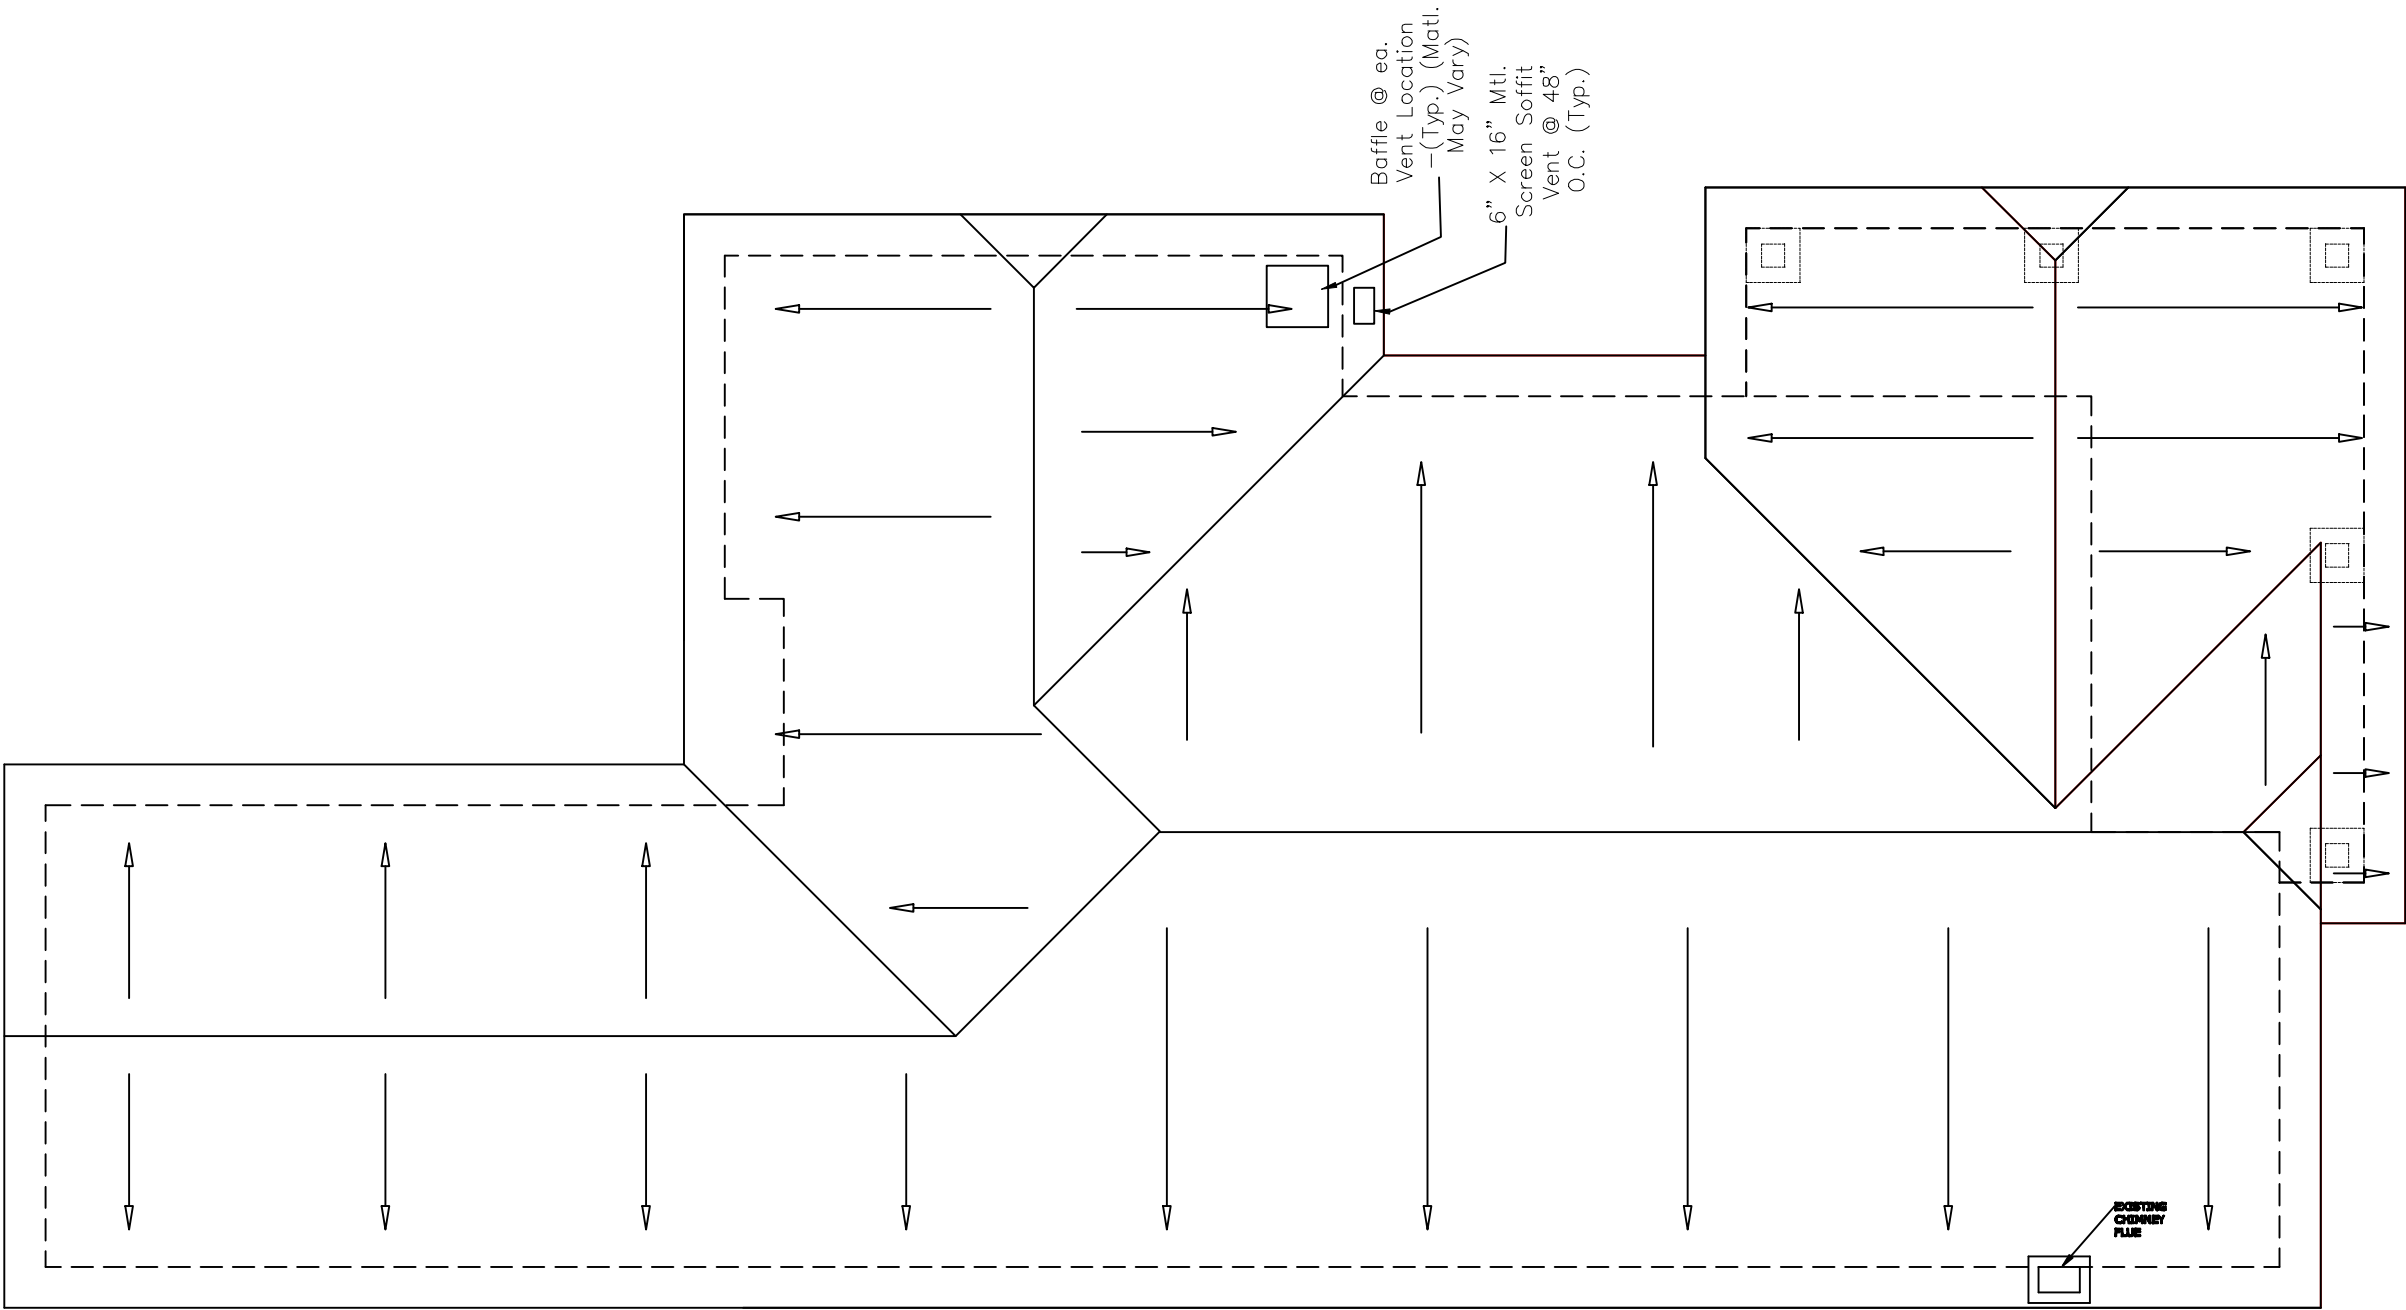 Baffle @ ea.
Vent Location
-(Typ.) (Matl.
May Vary)
6" X 16" Mtl.
Screen Soffit
Vent @ 48"
O.C. (Typ.)
EXISTING
CHIMNEY
FLUE